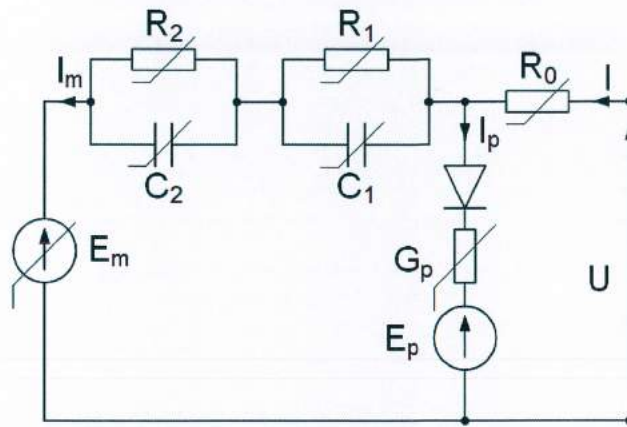 R₂ R₁
Iₘ R₀ I
Iₚ
C₂ C₁
Eₘ Gₚ U
Eₚ